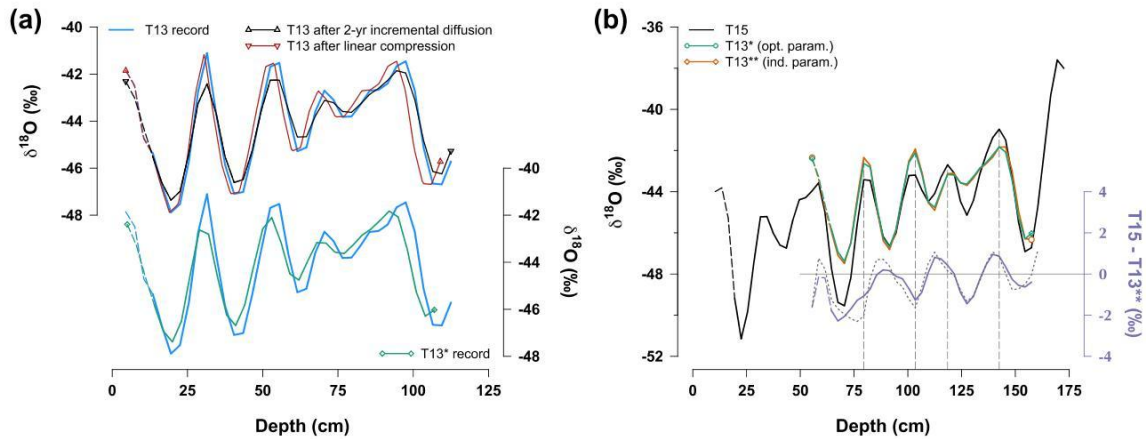 (a)
T13 record
T13 after 2-yr incremental diffusion
T13 after linear compression
-40
-42
-44
-46
-48
δ18O (‰)
-40
-42
-44
-46
-48
δ18O (‰)
T13* record
0
25
50
75
100
125
Depth (cm)
(b)
T15
T13* (opt. param.)
T13** (ind. param.)
-36
-40
-44
-48
-52
δ18O (‰)
4
2
0
-2
-4
T15 - T13** (‰)
0
25
50
75
100
125
150
175
Depth (cm)